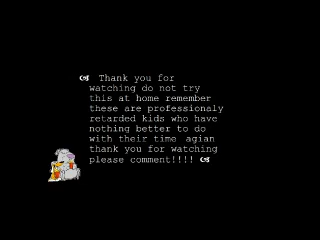 Thank you for
watching do not try
this at home remember
these are professionaly
retarded kids who have
nothing better to do
with their time agian
thank you for watching
please comment!!!!